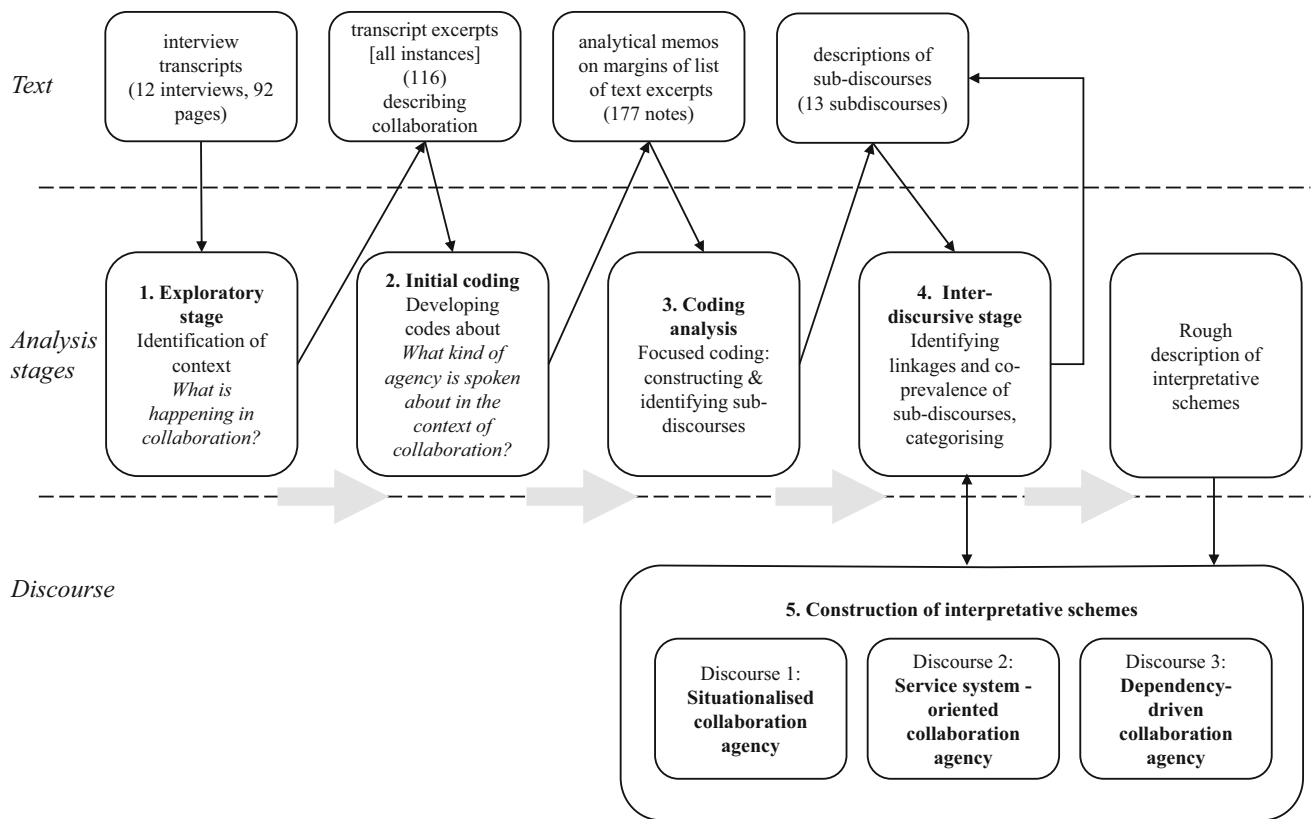 Text
interview
transcripts
(12 interviews, 92
pages)
transcript excerpts
[all instances]
(116)
describing
collaboration
analytical memos
on margins of list
of text excerpts
(177 notes)
descriptions of
sub-discourses
(13 subdiscourses)
Analysis
stages
1. Exploratory
stage
Identification of
context
What is
happening in
collaboration?
2. Initial coding
Developing
codes about
What kind of
agency is spoken
about in the
context of
collaboration?
3. Coding
analysis
Focused coding:
constructing &
identifying sub-
discourses
4. Inter-
discursive stage
Identifying
linkages and co-
prevalence of
sub-discourses,
categorising
Rough
description of
interpretative
schemes
Discourse
5. Construction of interpretative schemes
Discourse 1:
Situationalised
collaboration
agency
Discourse 2:
Service system -
oriented
collaboration
agency
Discourse 3:
Dependency-
driven
collaboration
agency